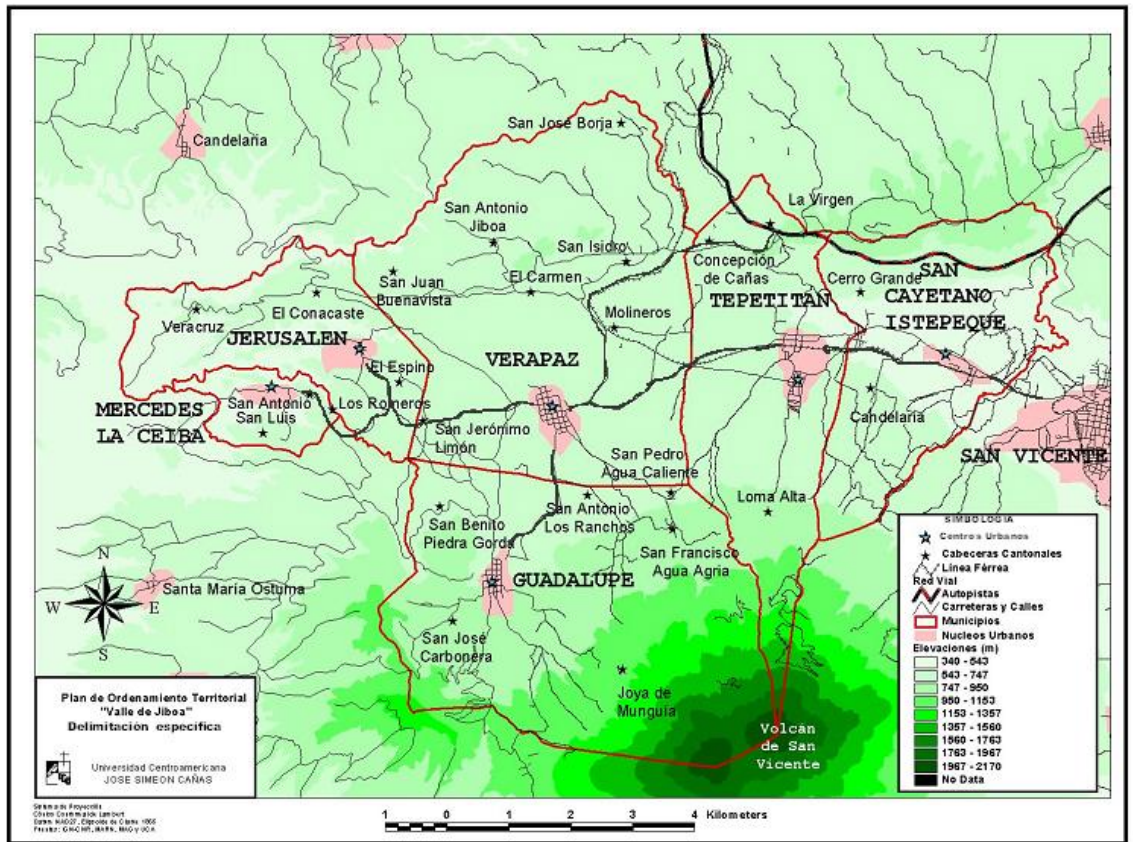 San José Borja
Candelaria
La Virgen
San Antonio
Jiboa
San Isidro
Concepción
de Cañas
SAN
CAYETANO
ISTEPEQUE
San Juan
Buenavista
El Carmen
Cerro Grande
TEPETITAN
Veracruz
El Conacaste
JERUSALEN
Molineros
VERAPAZ
El Espino
MERCEDES
LA CEIBA
San Antonio
San Luis
Los Romeros
Candelaria
San Jerónimo
Limón
SAN VICENTE
San Pedro
Agua Caliente
Loma Alta
San Benito
Piedra Gorda
San Antonio
Los Ranchos
San Francisco
Agua Agria
GUADALUPE
Santa María Ostuma
San José
Carbonera
Joya de
Munguía
Volcán
de San
Vicente
N
W E
S
SIMBOLOGIA
Centros Urbanos
Cabeceras Cantonales
Línea Férrea
Red Vial
Autopistas
Carreteras y Calles
Municipios
Nucleos Urbanos
Elevaciones (m)
340 - 543
543 - 747
747 - 950
950 - 1153
1153 - 1357
1357 - 1560
1560 - 1763
1763 - 1967
1967 - 2170
No Data
Plan de Ordenamiento Territorial
"Valle de Jiboa"
Delimitación específica
Universidad Centroamericana
JOSE SIMEON CAÑAS
Sistema de Proyección
1 0 1 2 3 4 Kilometers